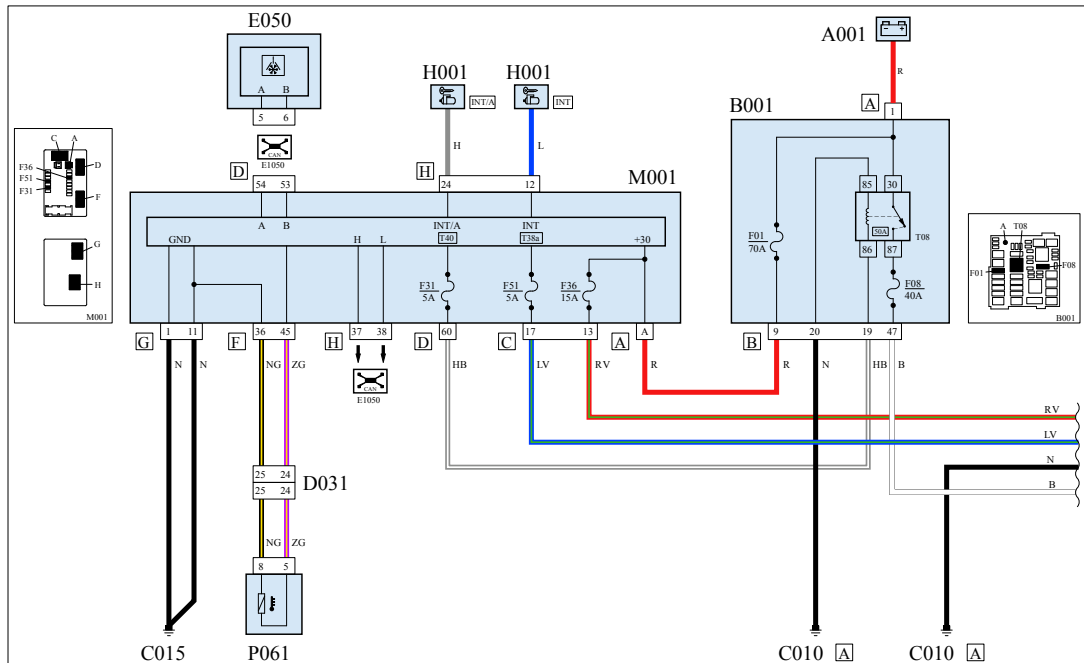 E050
A B
5 6
CAN
E1050
D
54 53
H001
INT/A
H
H001
INT
L
H
24 12
A001
R
A
1
B001
85 30
50A
T08
86 87
F01
70A
F08
40A
9 20 19 47
B
R N HB B
M001
A B
INT/A
T40
INT
T38a
GND
H L
+30
F31
5A
F51
5A
F36
15A
G
1 11
F
36 45
H
37 38
D
60
C
17 13
A
A
N N
NG ZG
CAN
E1050
HB
LV
RV
R
RV
LV
N
B
25 24
25 24
D031
NG ZG
8 5
C015
P061
C010 A
C010 A
C A
F36
F51
F31
D
F
G
H
M001
A T08
F01
F08
B001